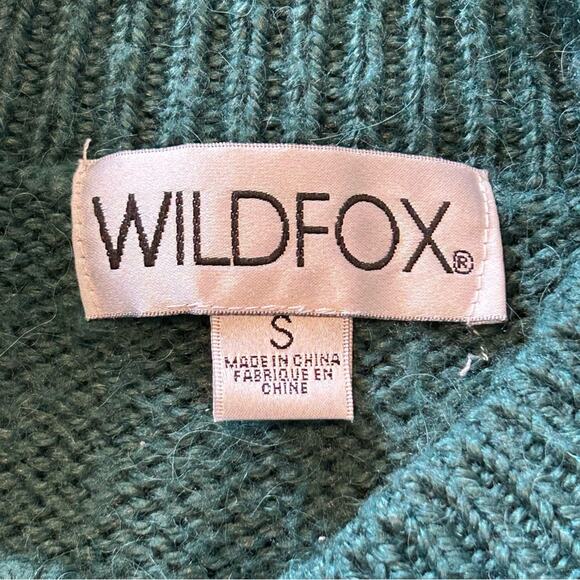 WILDFOX®
S
MADE IN CHINA
FABRIQUE EN
CHINE